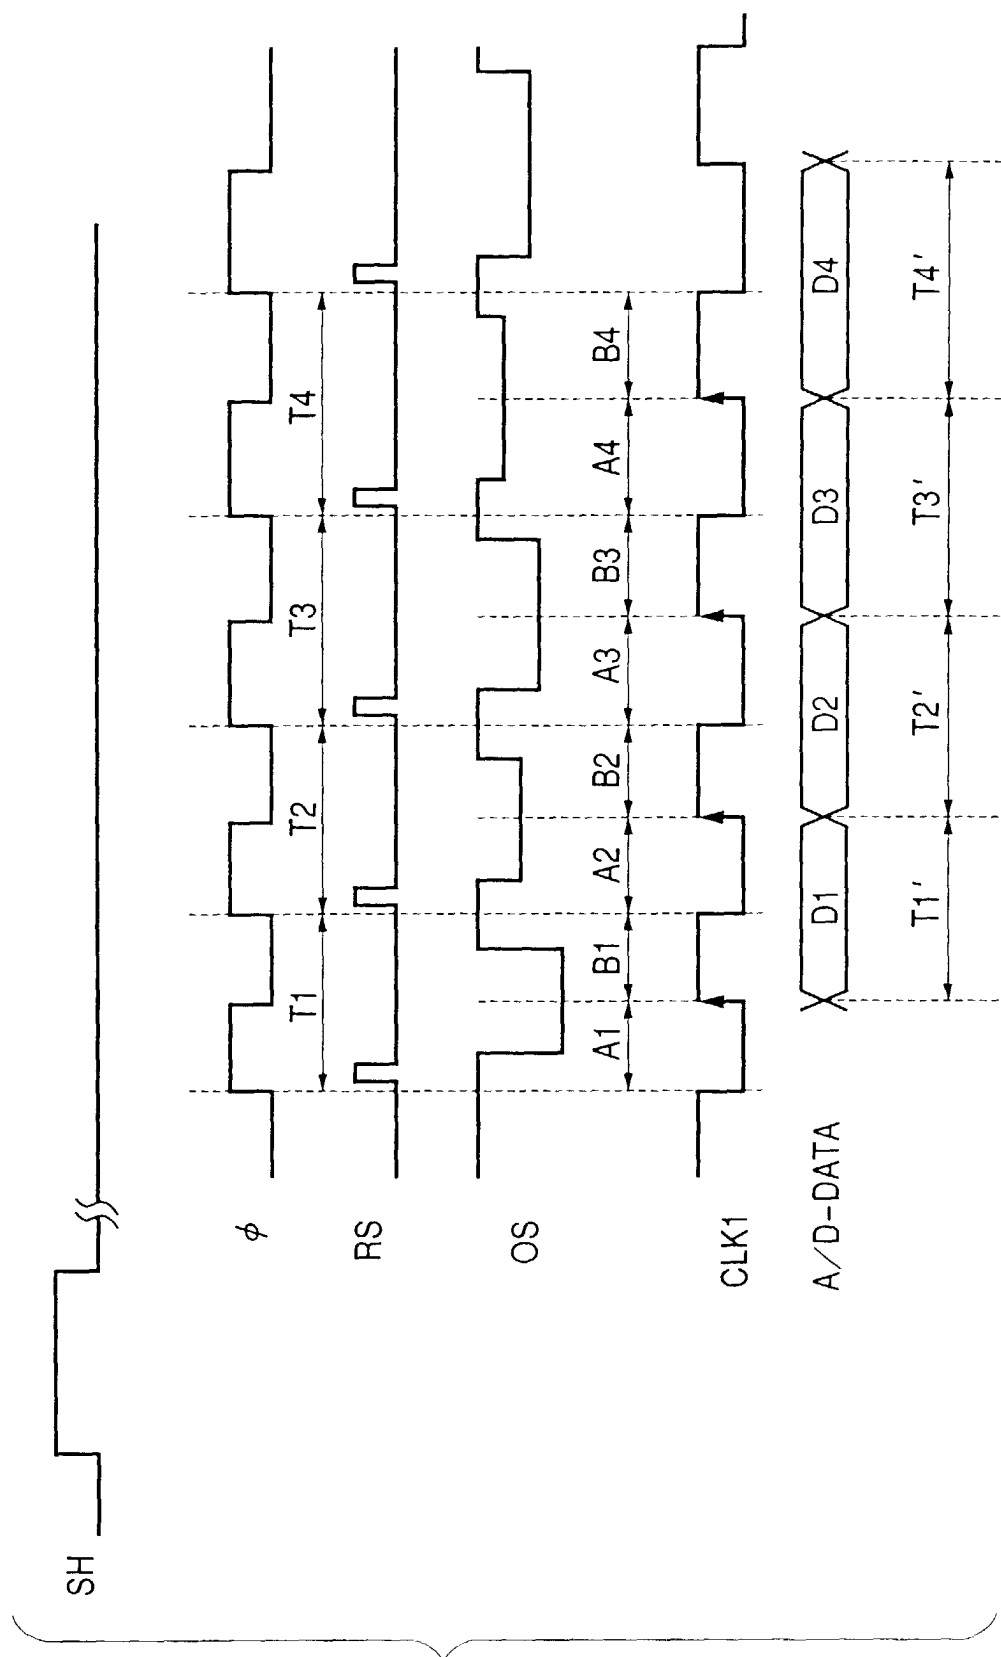 SH
φ
T1 T2 T3 T4
RS
OS
A1 B1 A2 B2 A3 B3 A4 B4
CLK1
A/D-DATA D1 D2 D3 D4
T1' T2' T3' T4'